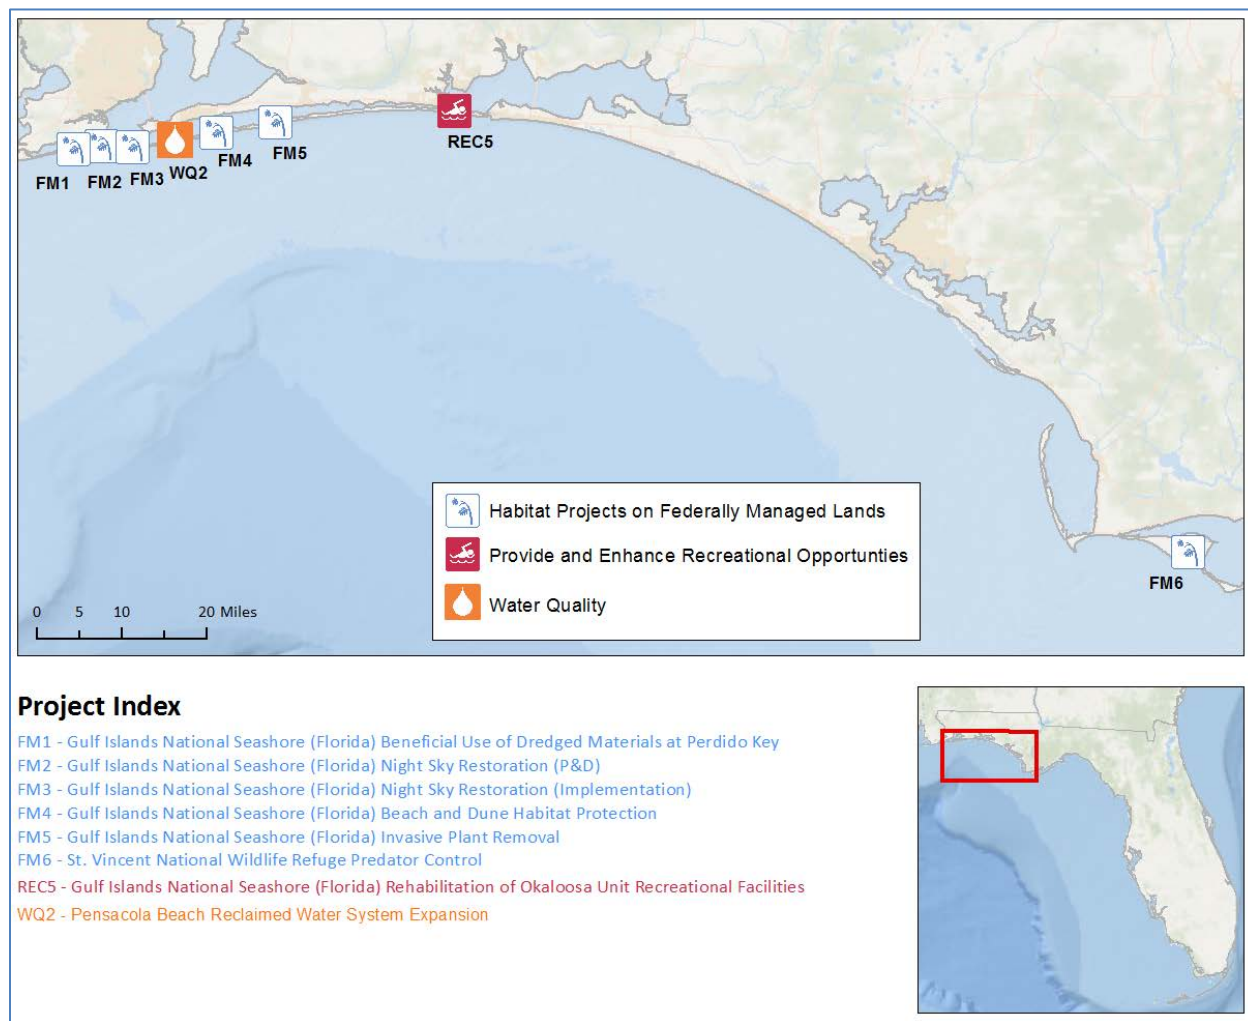 REC5
FM4
FM5
FM1
FM2
FM3
WQ2
Habitat Projects on Federally Managed Lands
Provide and Enhance Recreational Opportunties
FM6
Water Quality
0 5 10 20 Miles
Project Index
FM1 - Gulf Islands National Seashore (Florida) Beneficial Use of Dredged Materials at Perdido Key
FM2 - Gulf Islands National Seashore (Florida) Night Sky Restoration (P&D)
FM3 - Gulf Islands National Seashore (Florida) Night Sky Restoration (Implementation)
FM4 - Gulf Islands National Seashore (Florida) Beach and Dune Habitat Protection
FM5 - Gulf Islands National Seashore (Florida) Invasive Plant Removal
FM6 - St. Vincent National Wildlife Refuge Predator Control
REC5 - Gulf Islands National Seashore (Florida) Rehabilitation of Okaloosa Unit Recreational Facilities
WQ2 - Pensacola Beach Reclaimed Water System Expansion